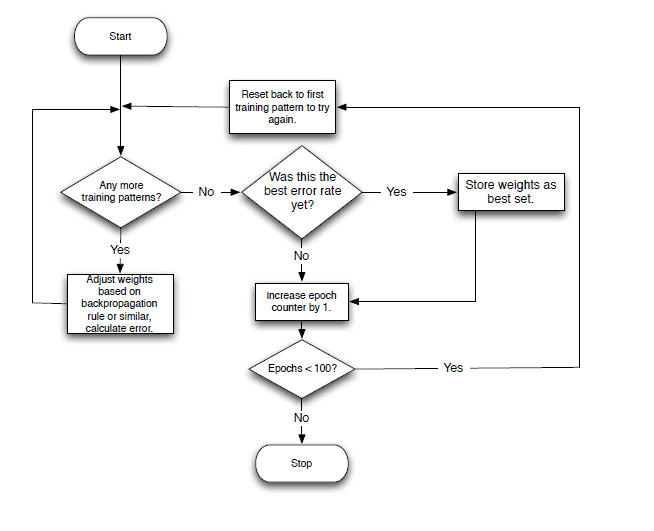 Start
Reset back to first
training pattern to try
again.
Any more
training patterns?
No
Was this the
best error rate
yet?
Yes
Store weights as
best set.
Yes
No
Adjust weights
based on
backpropagation
rule or similar,
calculate error.
Increase epoch
counter by 1.
Epochs < 100?
Yes
No
Stop